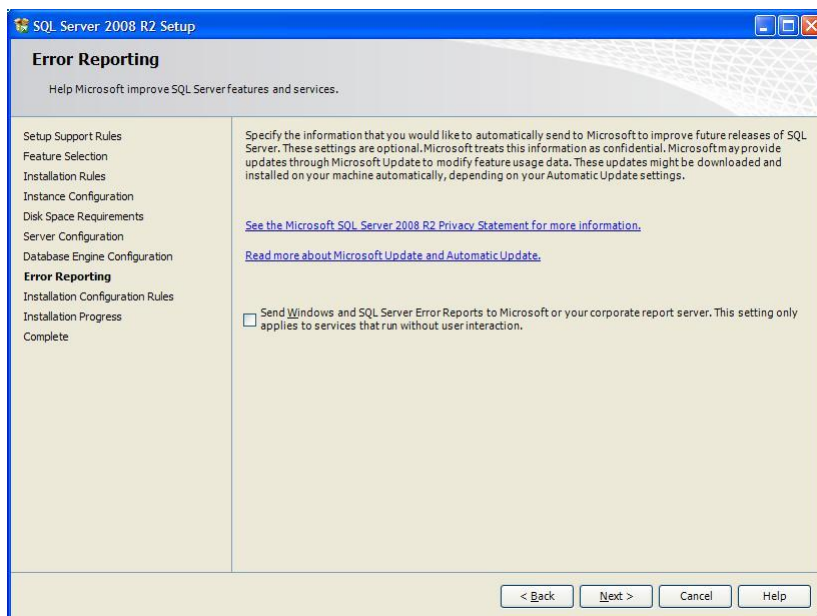 SQL Server 2008 R2 Setup
Error Reporting
Help Microsoft improve SQL Server features and services.
Setup Support Rules
Feature Selection
Installation Rules
Instance Configuration
Disk Space Requirements
Server Configuration
Database Engine Configuration
Error Reporting
Installation Configuration Rules
Installation Progress
Complete
Specify the information that you would like to automatically send to Microsoft to improve future releases of SQL
Server. These settings are optional. Microsoft treats this information as confidential. Microsoft may provide
updates through Microsoft Update to modify feature usage data. These updates might be downloaded and
installed on your machine automatically, depending on your Automatic Update settings.
See the Microsoft SQL Server 2008 R2 Privacy Statement for more information.
Read more about Microsoft Update and Automatic Update.
Send Windows and SQL Server Error Reports to Microsoft or your corporate report server. This setting only
applies to services that run without user interaction.
< Back
Next >
Cancel
Help